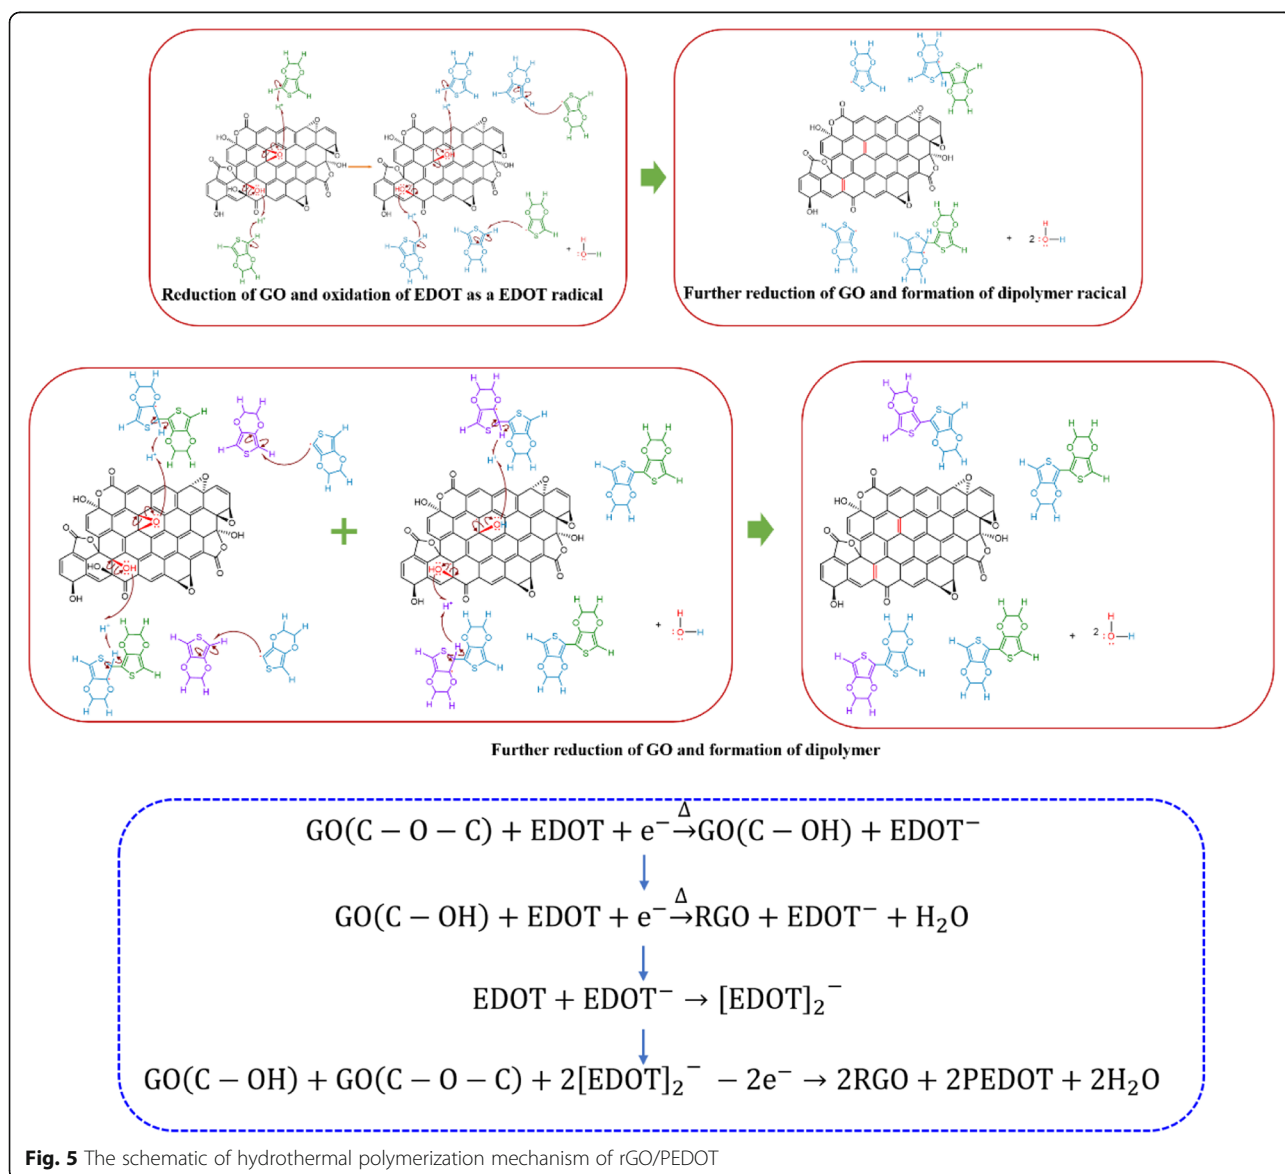 Reduction of GO and oxidation of EDOT as a EDOT radical
Further reduction of GO and formation of dipolymer racical
Further reduction of GO and formation of dipolymer
GO(C − O − C) + EDOT + e⁻ →Δ GO(C − OH) + EDOT⁻
GO(C − OH) + EDOT + e⁻ →Δ RGO + EDOT⁻ + H₂O
EDOT + EDOT⁻ → [EDOT]₂⁻
GO(C − OH) + GO(C − O − C) + 2[EDOT]₂⁻ − 2e⁻ → 2RGO + 2PEDOT + 2H₂O
Fig. 5 The schematic of hydrothermal polymerization mechanism of rGO/PEDOT